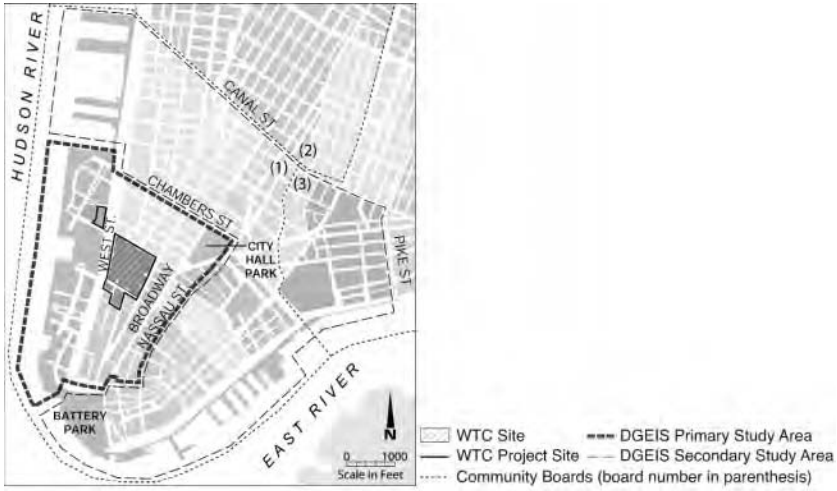 HUDSON RIVER
CANAL ST
(2)
(1)
(3)
CHAMBERS ST
WEST ST.
CITY
HALL
PARK
PIKE ST
BROADWAY
NASSAU ST.
BATTERY
PARK
EAST RIVER
N
0 1000
Scale in Feet
WTC Site
DGEIS Primary Study Area
WTC Project Site
DGEIS Secondary Study Area
Community Boards (board number in parenthesis)